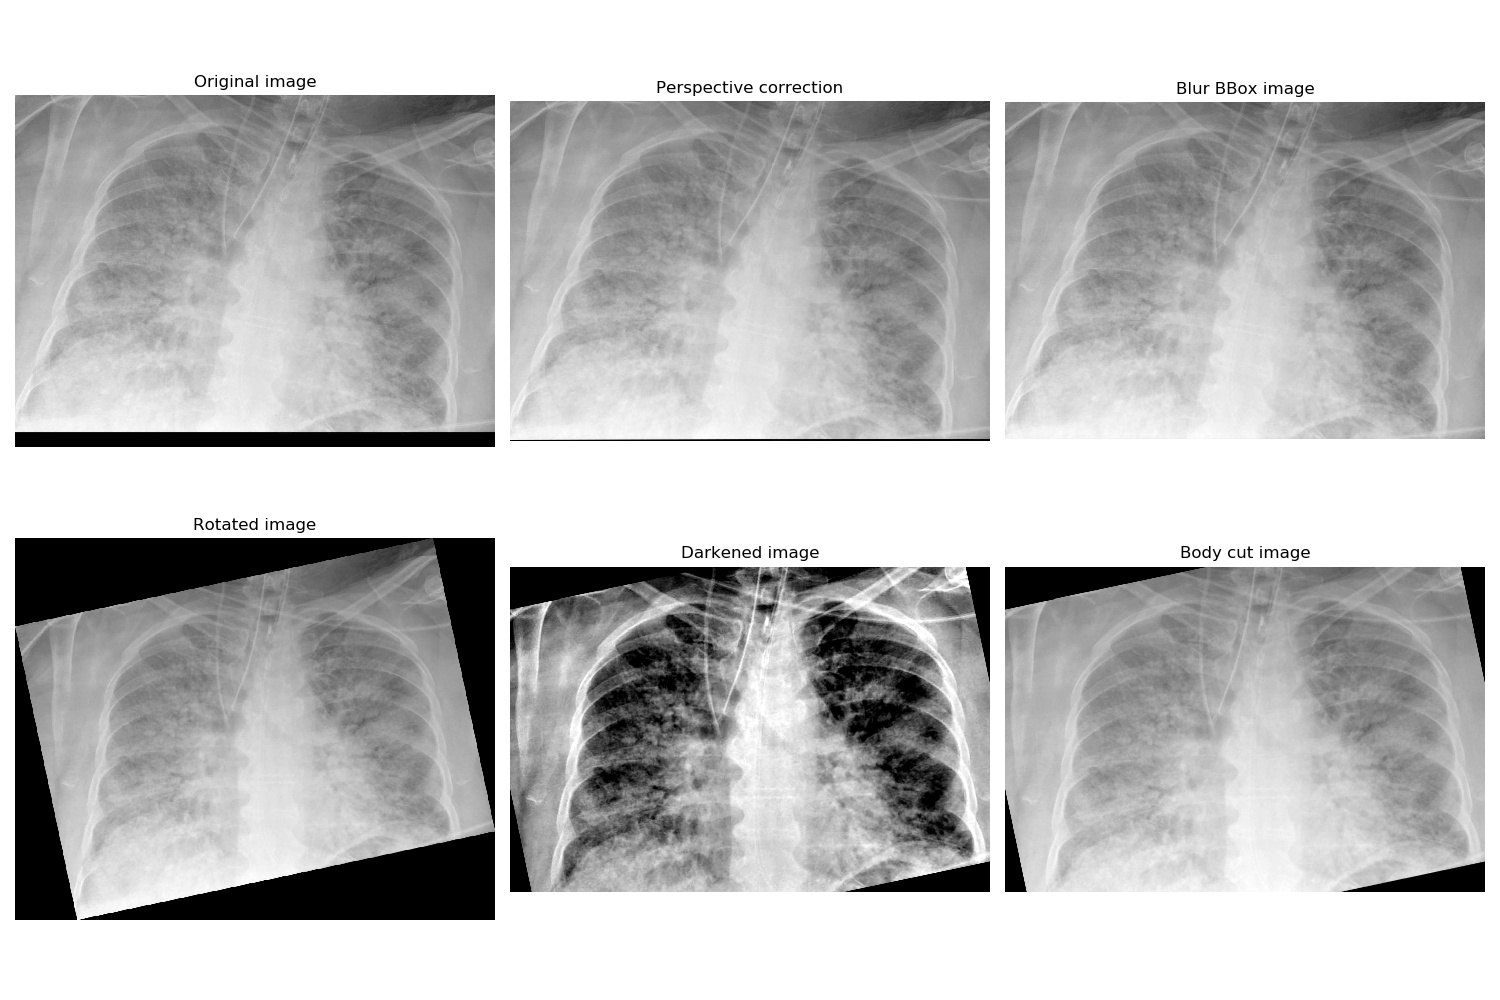 Original image
Perspective correction
Blur BBox image
Rotated image
Darkened image
Body cut image